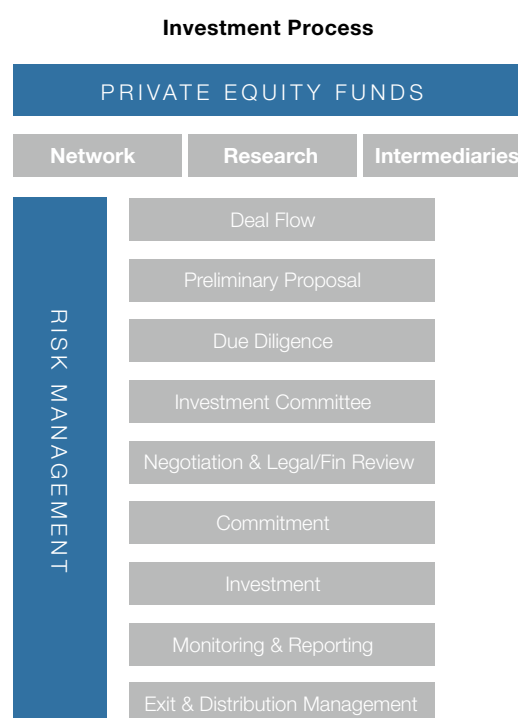 Investment Process
PRIVATE EQUITY FUNDS
Network
Research
Intermediaries
RISK MANAGEMENT
Deal Flow
Preliminary Proposal
Due Diligence
Investment Committee
Negotiation & Legal/Fin Review
Commitment
Investment
Monitoring & Reporting
Exit & Distribution Management